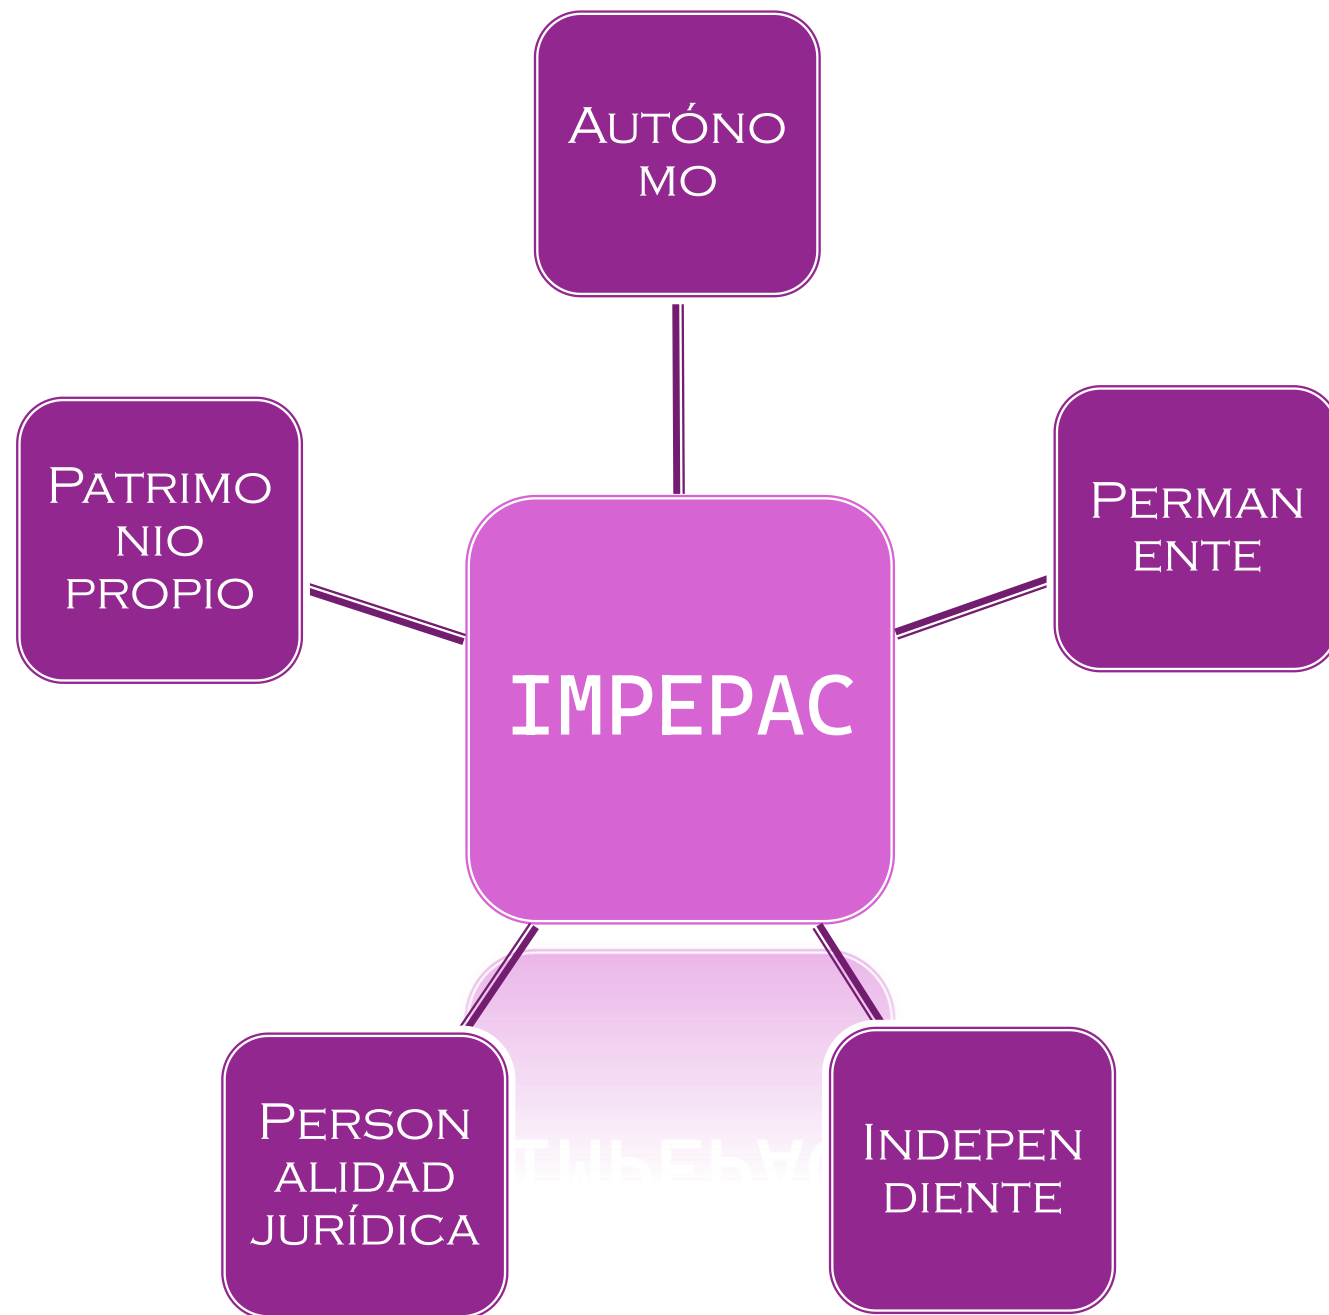 AUTÓNO
MO
PATRIMO
NIO
PROPIO
PERMAN
ENTE
IMPEPAC
PERSON
ALIDAD
JURÍDICA
INDEPEN
DIENTE